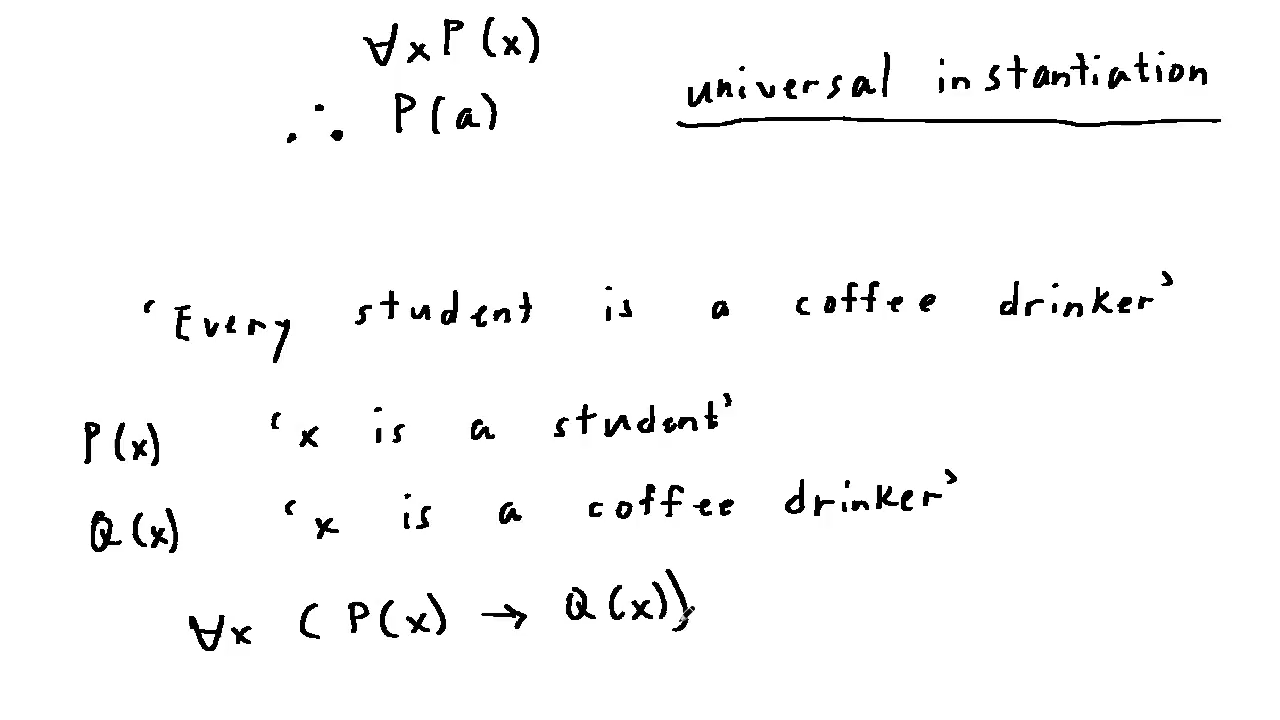 ∀x P(x)
universal instantiation
∴ P(a)
‘Every student is a coffee drinker’
P(x) ‘x is a student’
Q(x) ‘x is a coffee drinker’
∀x (P(x) → Q(x))